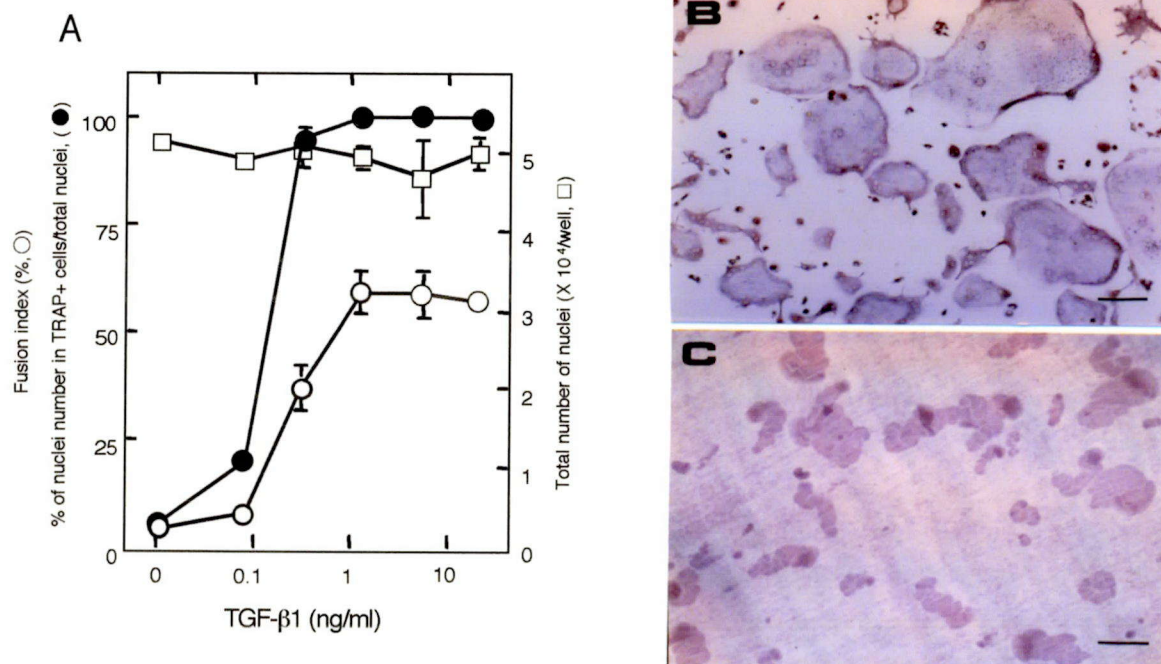 A
B
C
Fusion index (%, ○)
% of nuclei number in TRAP+ cells/total nuclei, (●)
100
75
50
25
0
5
4
3
2
1
0
Total number of nuclei (X 10⁴/well, □)
0 0.1 1 10
TGF-β1 (ng/ml)